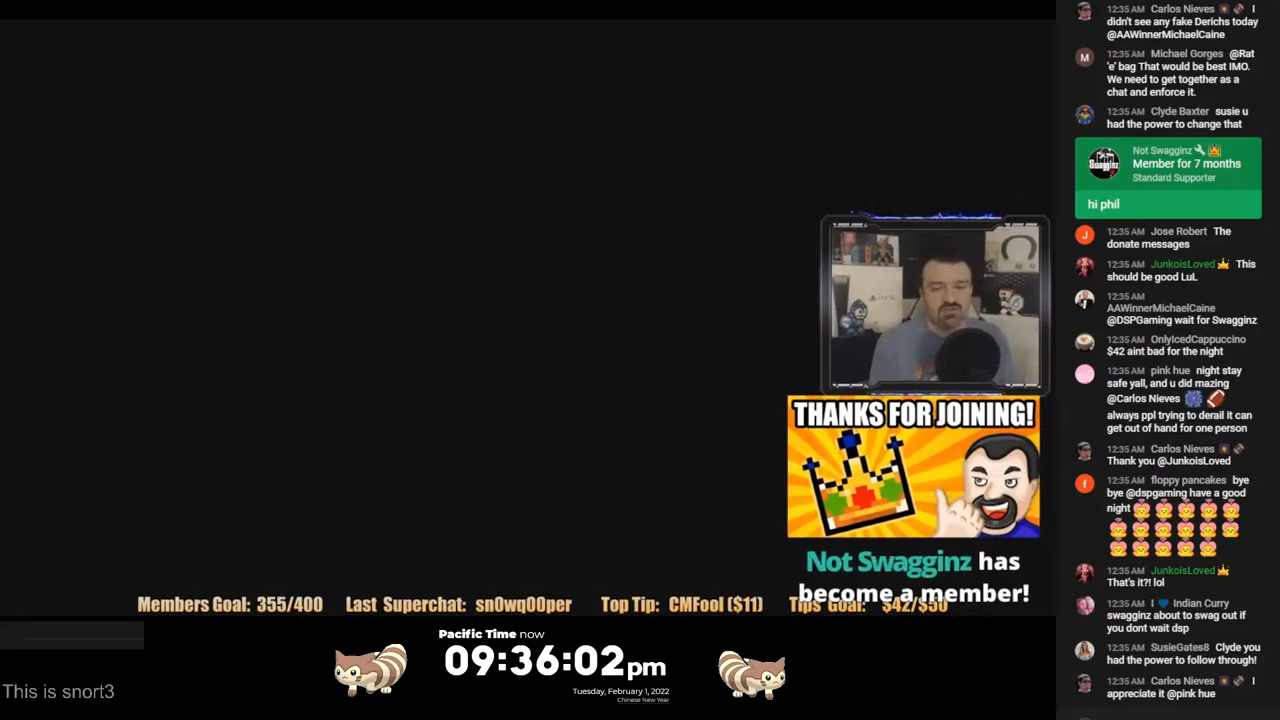 12:35 AM Carlos Nieves I
didn't see any fake Derichs today
@AAWinnerMichaelCaine
M 12:35 AM Michael Gorges @Rat
'e' bag That would be best IMO.
We need to get together as a
chat and enforce it.
12:35 AM Clyde Baxter susie u
had the power to change that
Not Swagginz
Member for 7 months
Standard Supporter
hi phil
J 12:35 AM Jose Robert The
donate messages
12:35 AM JunkoisLoved This
should be good LuL
12:35 AM
AAWinnerMichaelCaine
@DSPGaming wait for Swagginz
12:35 AM OnlyIcedCappuccino
$42 aint bad for the night
12:35 AM pink hue night stay
safe yall, and u did mazing
@Carlos Nieves
always ppl trying to derail it can
get out of hand for one person
12:35 AM Carlos Nieves
Thank you @JunkoisLoved
f 12:35 AM floppy pancakes bye
bye @dspgaming have a good
night
12:35 AM JunkoisLoved
That's it?! lol
12:35 AM I Indian Curry
swagginz about to swag out if
you dont wait dsp
12:35 AM SusieGates8 Clyde you
had the power to follow through!
12:35 AM Carlos Nieves I
appreciate it @pink hue
THANKS FOR JOINING!
Not Swagginz has
become a member!
Members Goal: 355/400 Last Superchat: sn0wq00per Top Tip: CMFool ($11) Tips Goal: $42/$50
Pacific Time now
09:36:02pm
Tuesday, February 1, 2022
Chinese New Year
This is snort3